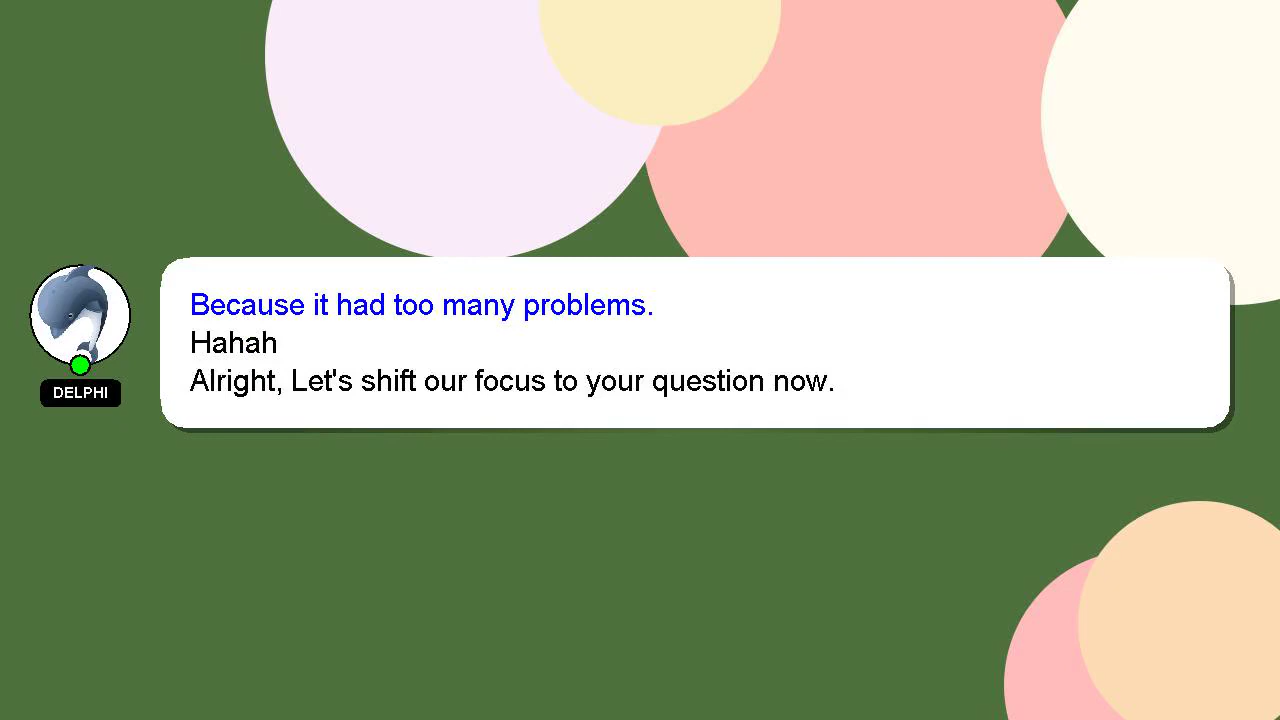 Because it had too many problems.
Hahah
Alright, Let's shift our focus to your question now.
DELPHI